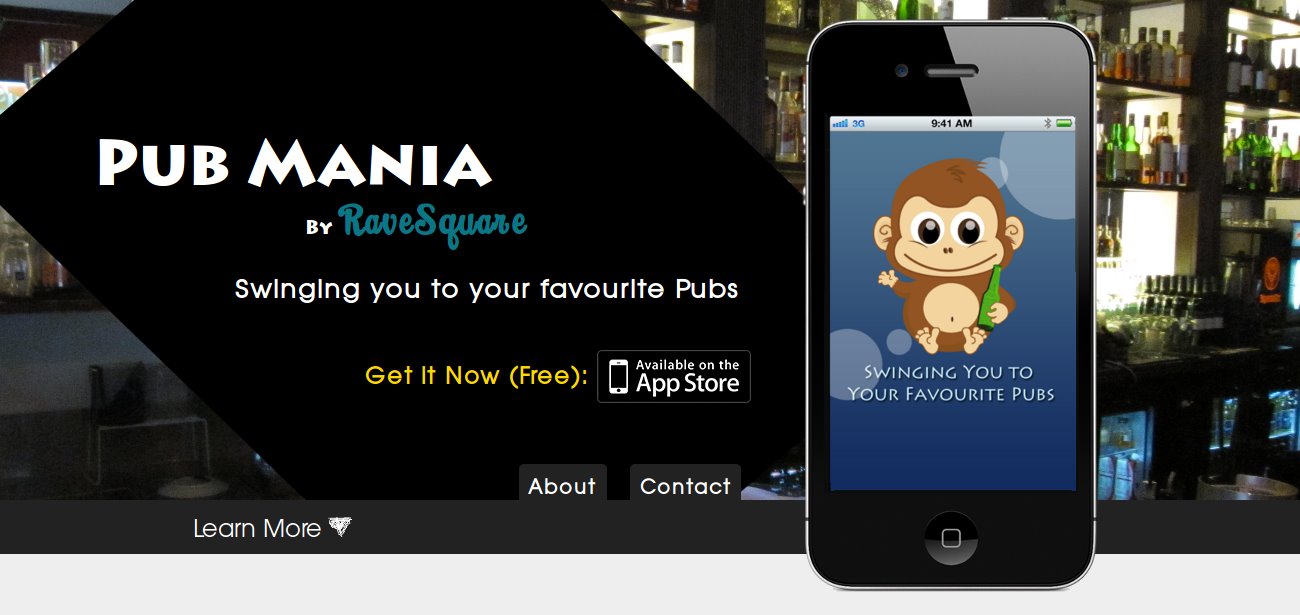 Pub Mania
by RaveSquare
Swinging you to your favourite Pubs
Get It Now (Free):
Available on the
App Store
About
Contact
Learn More
3G
9:41 AM
Swinging You to
Your Favourite Pubs